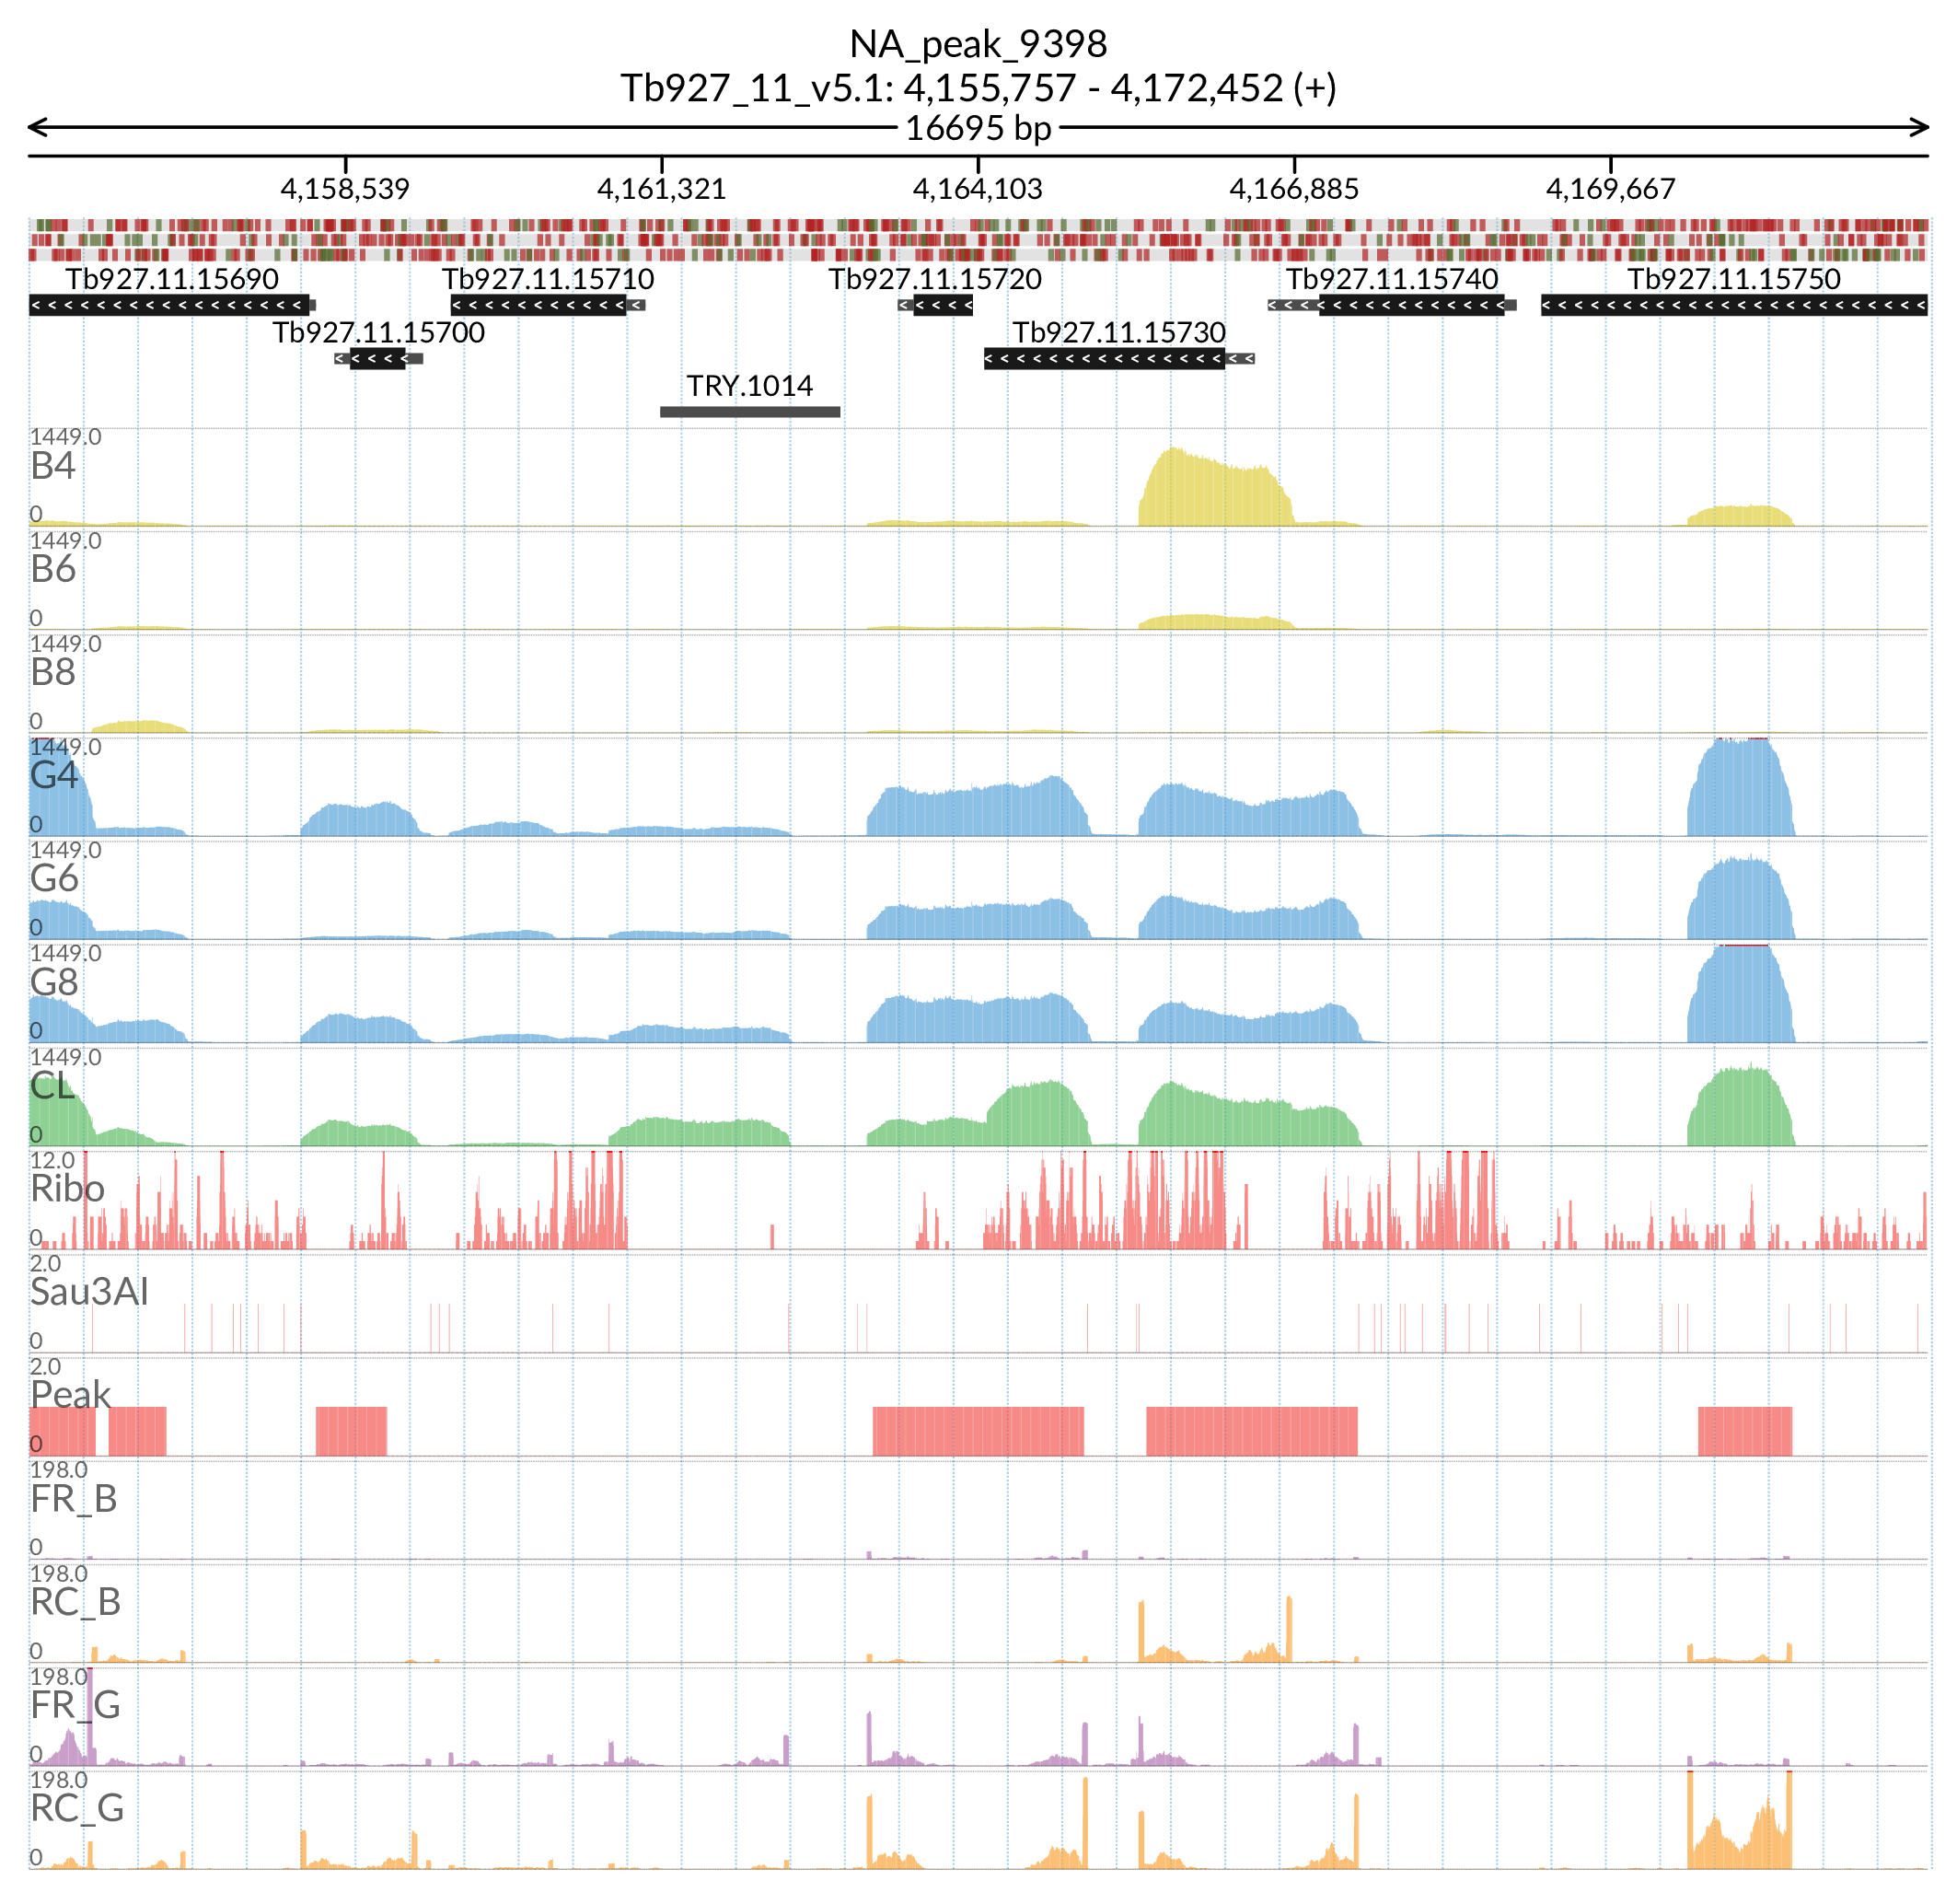 NA_peak_9398
Tb927_11_v5.1: 4,155,757 - 4,172,452 (+)
16695 bp
4,158,539 4,161,321 4,164,103 4,166,885 4,169,667
Tb927.11.15690 Tb927.11.15710 Tb927.11.15720 Tb927.11.15740 Tb927.11.15750
Tb927.11.15700 Tb927.11.15730
TRY.1014
1449.0
B4
0
1449.0
B6
0
1449.0
B8
0
1449.0
G4
0
1449.0
G6
0
1449.0
G8
0
1449.0
CL
0
12.0
Ribo
0
2.0
Sau3AI
0
2.0
Peak
0
198.0
FR_B
0
198.0
RC_B
0
198.0
FR_G
0
198.0
RC_G
0